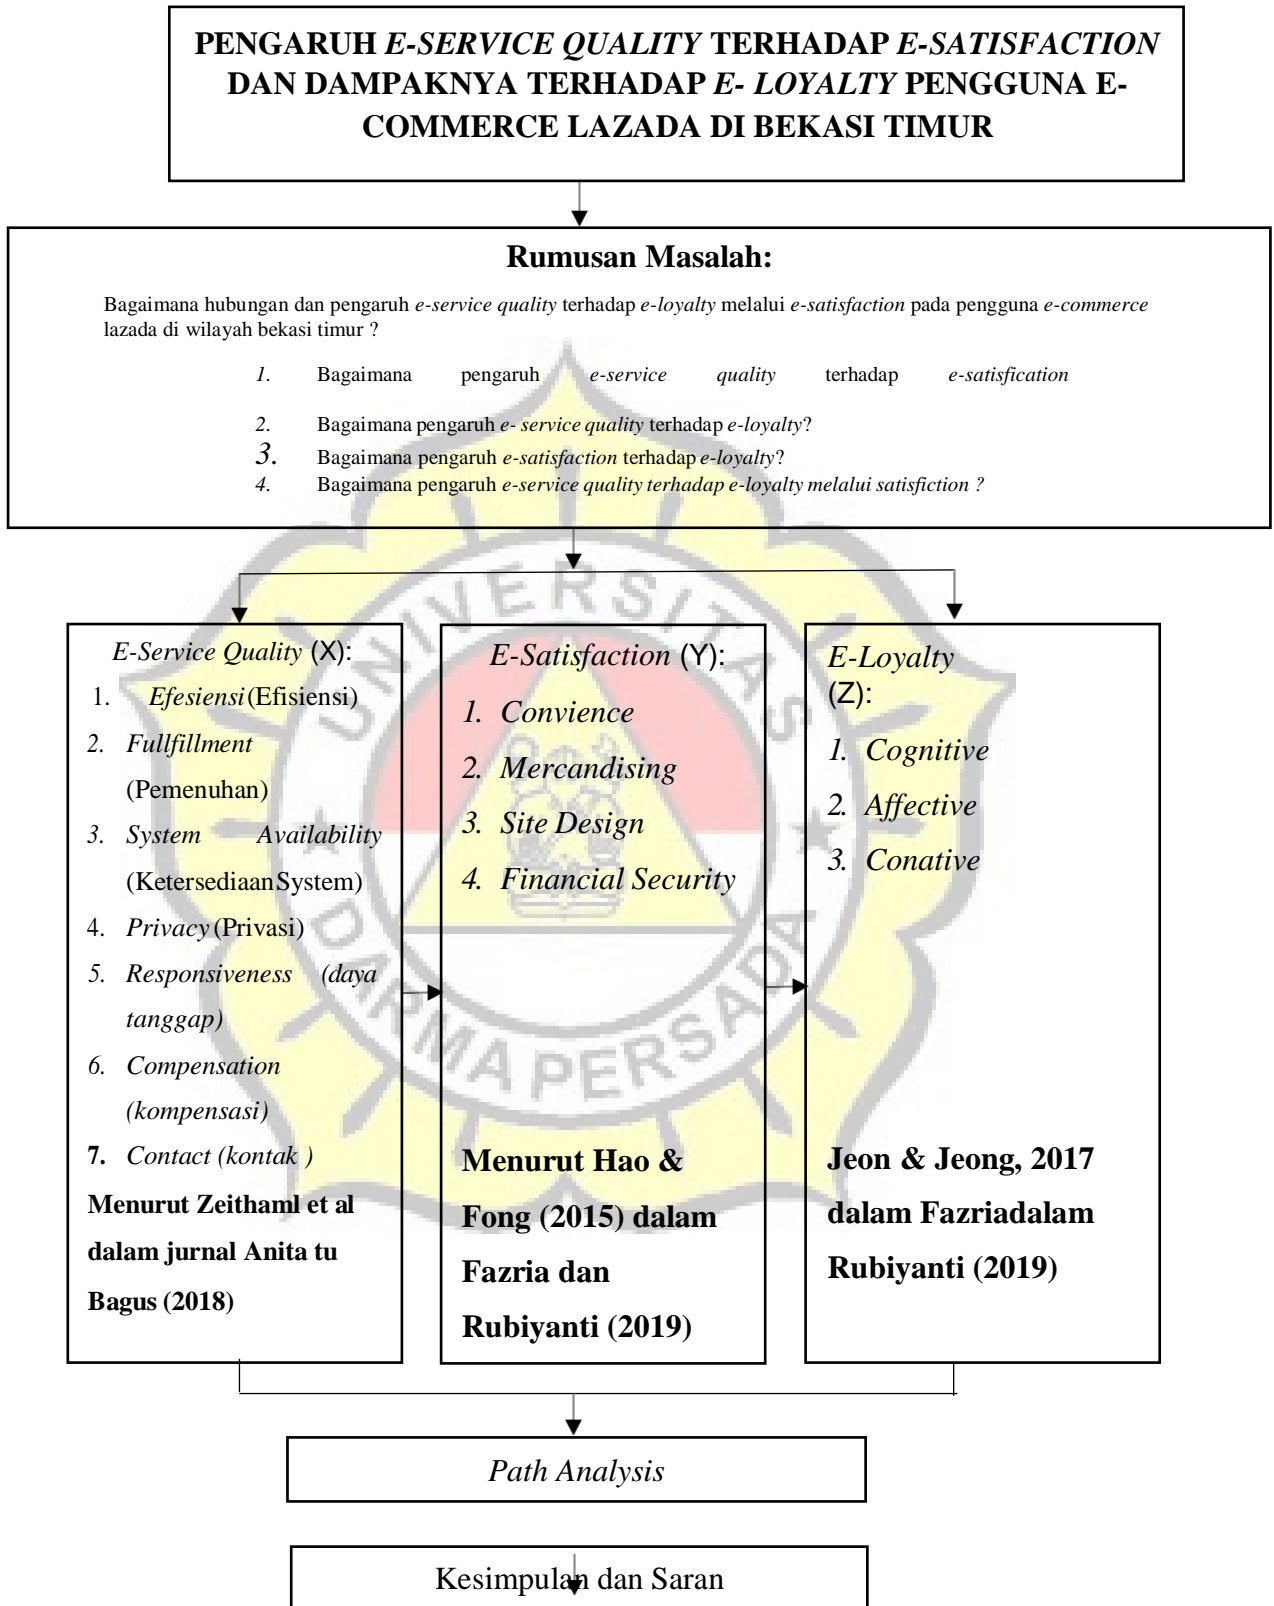 PENGARUH E-SERVICE QUALITY TERHADAP E-SATISFACTION
DAN DAMPAKNYA TERHADAP E- LOYALTY PENGGUNA E-
COMMERCE LAZADA DI BEKASI TIMUR
Rumusan Masalah:
Bagaimana hubungan dan pengaruh e-service quality terhadap e-loyalty melalui e-satisfaction pada pengguna e-commerce
lazada di wilayah bekasi timur ?
1. Bagaimana pengaruh e-service quality terhadap e-satisfication
2. Bagaimana pengaruh e- service quality terhadap e-loyalty?
3. Bagaimana pengaruh e-satisfaction terhadap e-loyalty?
4. Bagaimana pengaruh e-service quality terhadap e-loyalty melalui satisfiction ?
E-Service Quality (X):
1. Efesiensi (Efisiensi)
2. Fullfillment
(Pemenuhan)
3. System Availability
(Ketersediaan System)
4. Privacy (Privasi)
5. Responsiveness (daya
tanggap)
6. Compensation
(kompensasi)
7. Contact (kontak )
Menurut Zeithaml et al
dalam jurnal Anita tu
Bagus (2018)
E-Satisfaction (Y):
1. Convience
2. Mercandising
3. Site Design
4. Financial Security
Menurut Hao &
Fong (2015) dalam
Fazria dan
Rubiyanti (2019)
E-Loyalty
(Z):
1. Cognitive
2. Affective
3. Conative
Jeon & Jeong, 2017
dalam Fazriadalam
Rubiyanti (2019)
Path Analysis
Kesimpulan dan Saran
UNIVERSITAS
DARMA PERSADA